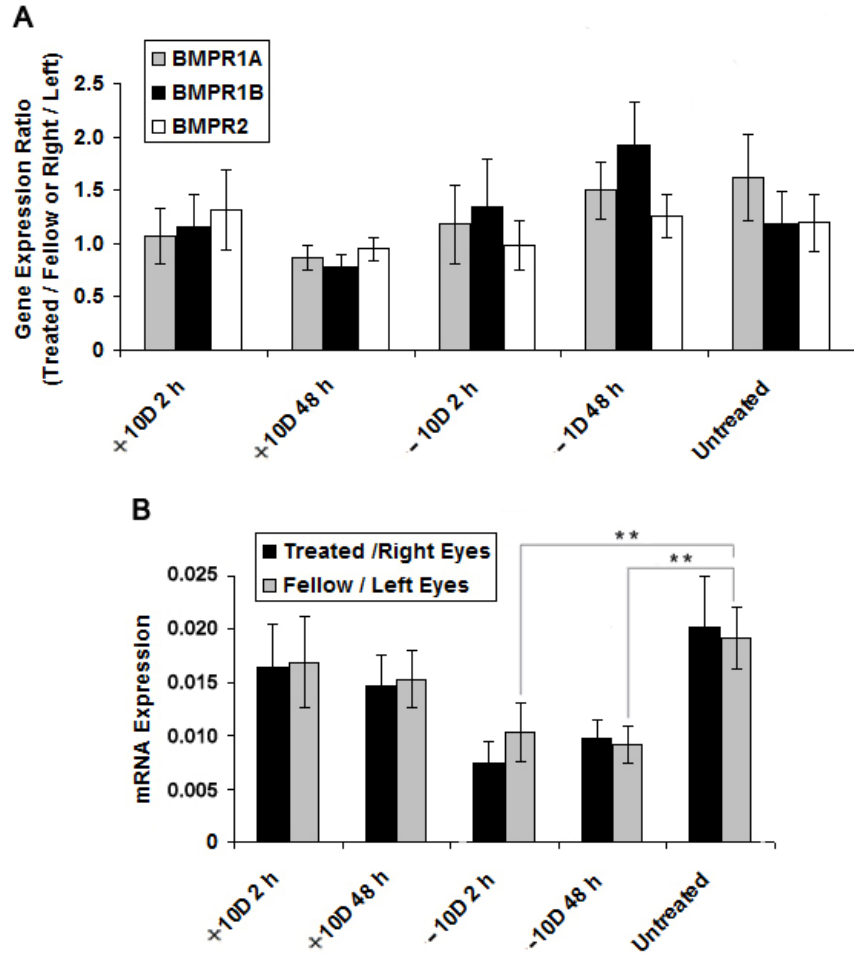 A
BMPR1A
BMPR1B
BMPR2
Gene Expression Ratio
(Treated / Fellow or Right / Left)
2.5
2.0
1.5
1.0
0.5
0
+10D 2 h
+10D 48 h
-10D 2 h
-1D 48 h
Untreated
B
Treated /Right Eyes
Fellow / Left Eyes
**
**
mRNA Expression
0.025
0.020
0.015
0.010
0.005
0
+10D 2 h
+10D 48 h
-10D 2 h
-10D 48 h
Untreated